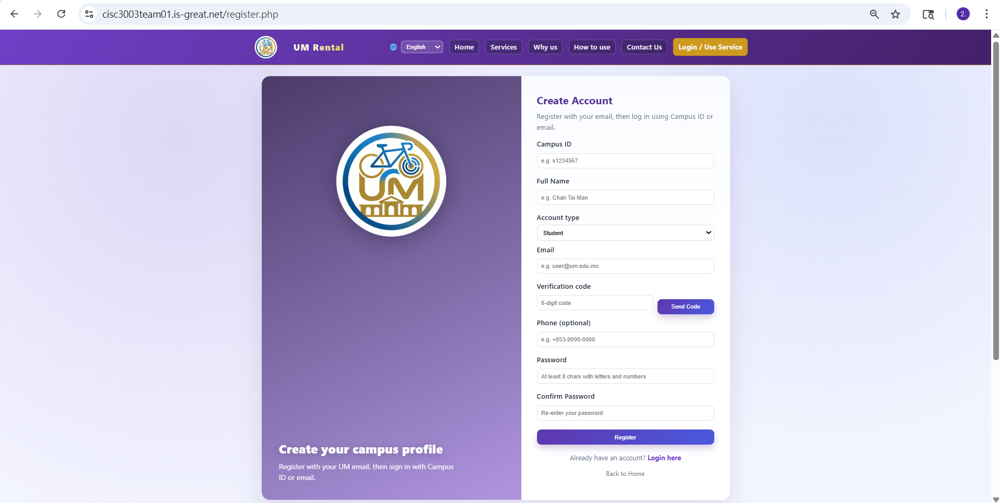 cisc3003team01.is-great.net/register.php
2.
UM
UM Rental
English
Home
Services
Why us
How to use
Contact Us
Login / Use Service
UM
Create your campus profile
Register with your UM email, then sign in with Campus
ID or email.
Create Account
Register with your email, then log in using Campus ID or
email.
Campus ID
e.g. s1234567
Full Name
e.g. Chan Tai Man
Account type
Student
Email
e.g. user@um.edu.mo
Verification code
6-digit code
Send Code
Phone (optional)
e.g. +853-0000-0000
Password
At least 8 chars with letters and numbers
Confirm Password
Re-enter your password
Register
Already have an account? Login here
Back to Home